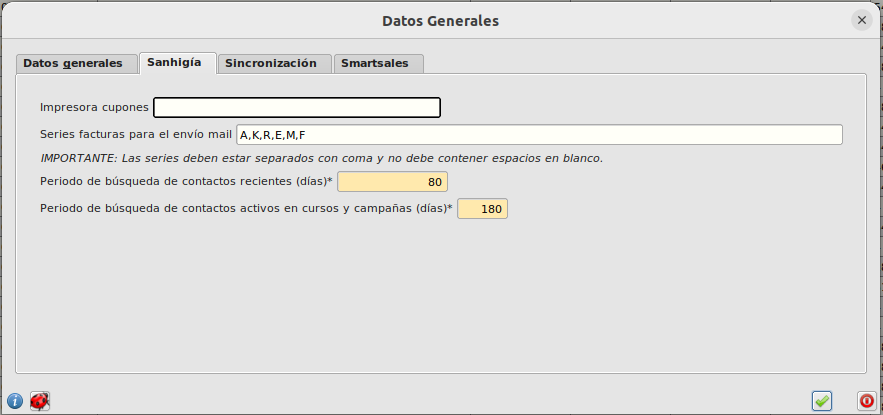 Datos Generales
Datos generales
Sanhigía
Sincronización
Smartsales
Impresora cupones
Series facturas para el envío mail A,K,R,E,M,F
IMPORTANTE: Las series deben estar separados con coma y no debe contener espacios en blanco.
Periodo de búsqueda de contactos recientes (días)* 80
Periodo de búsqueda de contactos activos en cursos y campañas (días)* 180